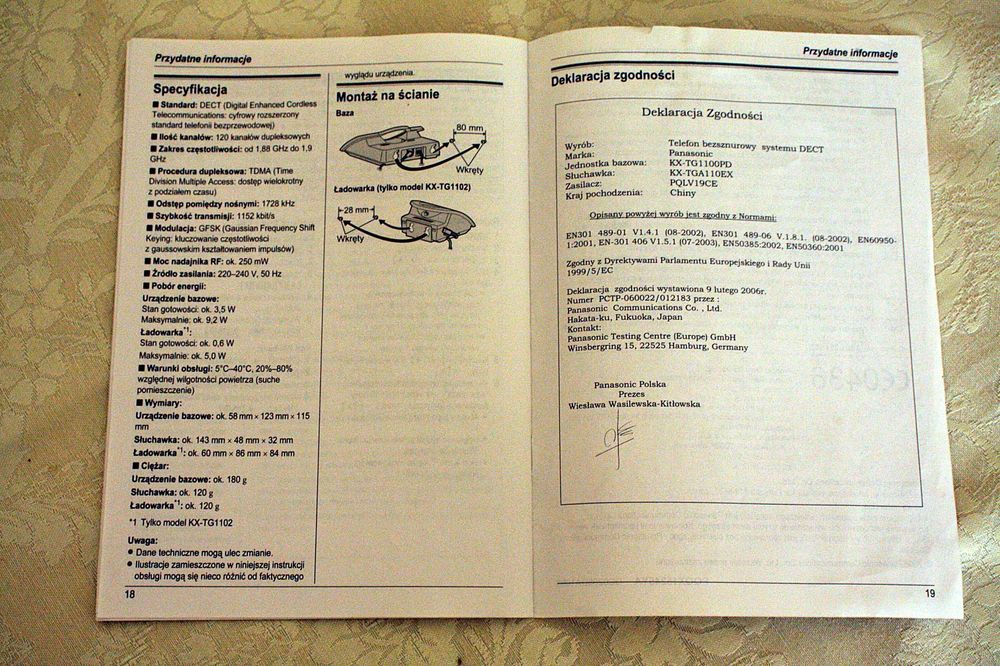 Przydatne informacje
Specyfikacja
■ Standard: DECT (Digital Enhanced Cordless
Telecommunications: cyfrowy rozszerzony
standard telefonii bezprzewodowej)
■ Ilość kanałów: 120 kanałów dupleksowych
■ Zakres częstotliwości: od 1,88 GHz do 1,9
GHz
■ Procedura dupleksowa: TDMA (Time
Division Multiple Access: dostęp wielokrotny
z podziałem czasu)
■ Odstęp pomiędzy nośnymi: 1728 kHz
■ Szybkość transmisji: 1152 kbit/s
■ Modulacja: GFSK (Gaussian Frequency Shift
Keying: kluczowanie częstotliwości
z gaussowskim kształtowaniem impulsów)
■ Moc nadajnika RF: ok. 250 mW
■ Źródło zasilania: 220–240 V, 50 Hz
■ Pobór energii:
Urządzenie bazowe:
Stan gotowości: ok. 3,5 W
Maksymalnie: ok. 9,2 W
Ładowarka*1:
Stan gotowości: ok. 0,6 W
Maksymalnie: ok. 5,0 W
■ Warunki obsługi: 5°C–40°C, 20%–80%
względnej wilgotności powietrza (suche
pomieszczenie)
■ Wymiary:
Urządzenie bazowe: ok. 58 mm × 123 mm × 115
mm
Słuchawka: ok. 143 mm × 48 mm × 32 mm
Ładowarka*1: ok. 60 mm × 86 mm × 84 mm
■ Ciężar:
Urządzenie bazowe: ok. 180 g
Słuchawka: ok. 120 g
Ładowarka*1: ok. 120 g
*1 Tylko model KX-TG1102
Uwaga:
● Dane techniczne mogą ulec zmianie.
● Ilustracje zamieszczone w niniejszej instrukcji
obsługi mogą się nieco różnić od faktycznego
18
wyglądu urządzenia.
Montaż na ścianie
Baza
80 mm
Wkręty
Ładowarka (tylko model KX-TG1102)
28 mm
Wkręty
Przydatne informacje
Deklaracja zgodności
Deklaracja Zgodności
Wyrób: Telefon bezsznurowy systemu DECT
Marka: Panasonic
Jednostka bazowa: KX-TG1100PD
Słuchawka: KX-TGA110EX
Zasilacz: PQLV19CE
Kraj pochodzenia: Chiny
Opisany powyżej wyrób jest zgodny z Normami:
EN301 489-01 V1.4.1 (08-2002), EN301 489-06 V.1.8.1. (08-2002), EN60950-
1:2001, EN-301 406 V1.5.1 (07-2003), EN50385:2002, EN50360:2001
Zgodny z Dyrektywami Parlamentu Europejskiego i Rady Unii
1999/5/EC
Deklaracja zgodności wystawiona 9 lutego 2006r.
Numer PCTP-060022/012183 przez :
Panasonic Communications Co. , Ltd.
Hakata-ku, Fukuoka, Japan
Kontakt:
Panasonic Testing Centre (Europe) GmbH
Winsbergring 15, 22525 Hamburg, Germany
Panasonic Polska
Prezes
Wiesława Wasilewska-Kitłowska
19